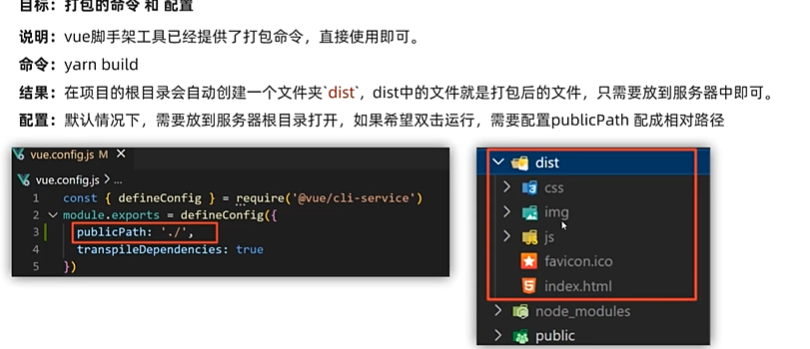 目标：打包的命令 和 配置
说明：vue脚手架工具已经提供了打包命令，直接使用即可。
命令：yarn build
结果：在项目的根目录会自动创建一个文件夹`dist`，dist中的文件就是打包后的文件，只需要放到服务器中即可。
配置：默认情况下，需要放到服务器根目录打开，如果希望双击运行，需要配置publicPath 配成相对路径
vue.config.js M ×
vue.config.js > ...
1 const { defineConfig } = require('@vue/cli-service')
2 module.exports = defineConfig({
3 publicPath: './',
4 transpileDependencies: true
5 })
dist
css
img
js
favicon.ico
index.html
node_modules
public